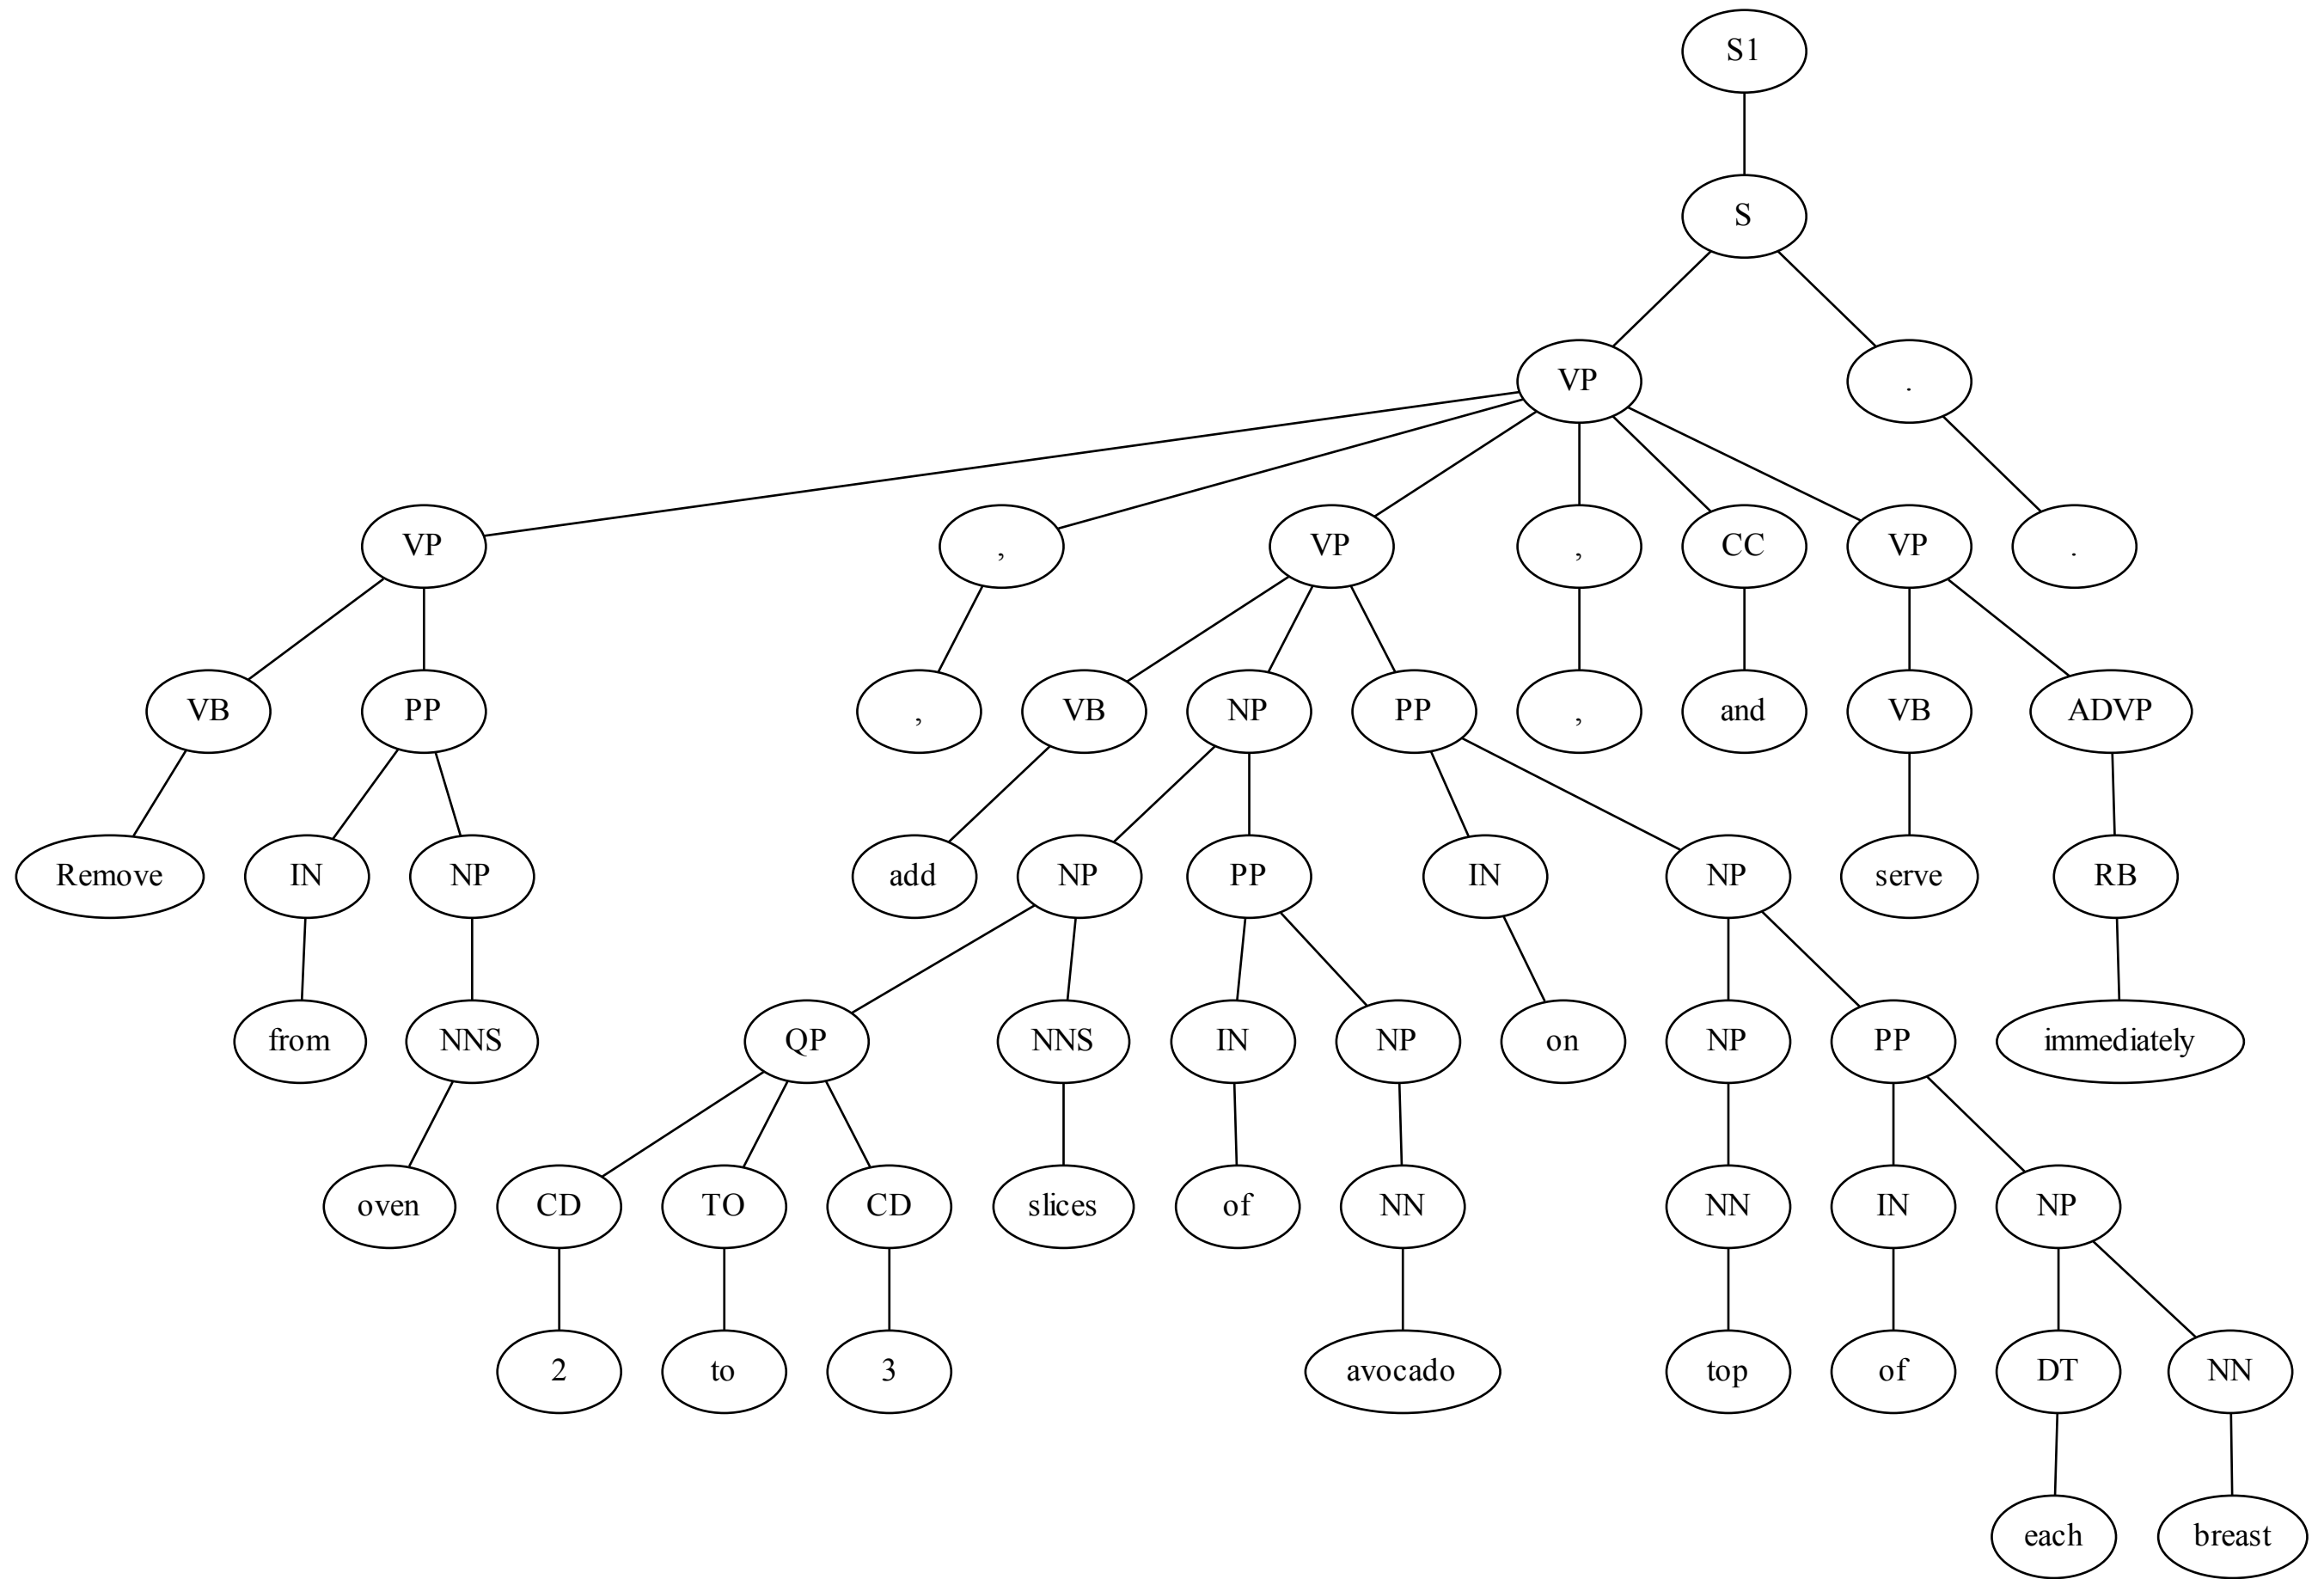 S1
S
VP .
VP , VP , CC VP .
VB PP , VB NP PP , and VB ADVP
Remove IN NP add NP PP IN NP serve RB
from NNS QP NNS IN NP on NP PP immediately
oven CD TO CD slices of NN NN IN NP
2 to 3 avocado top of DT NN
each breast